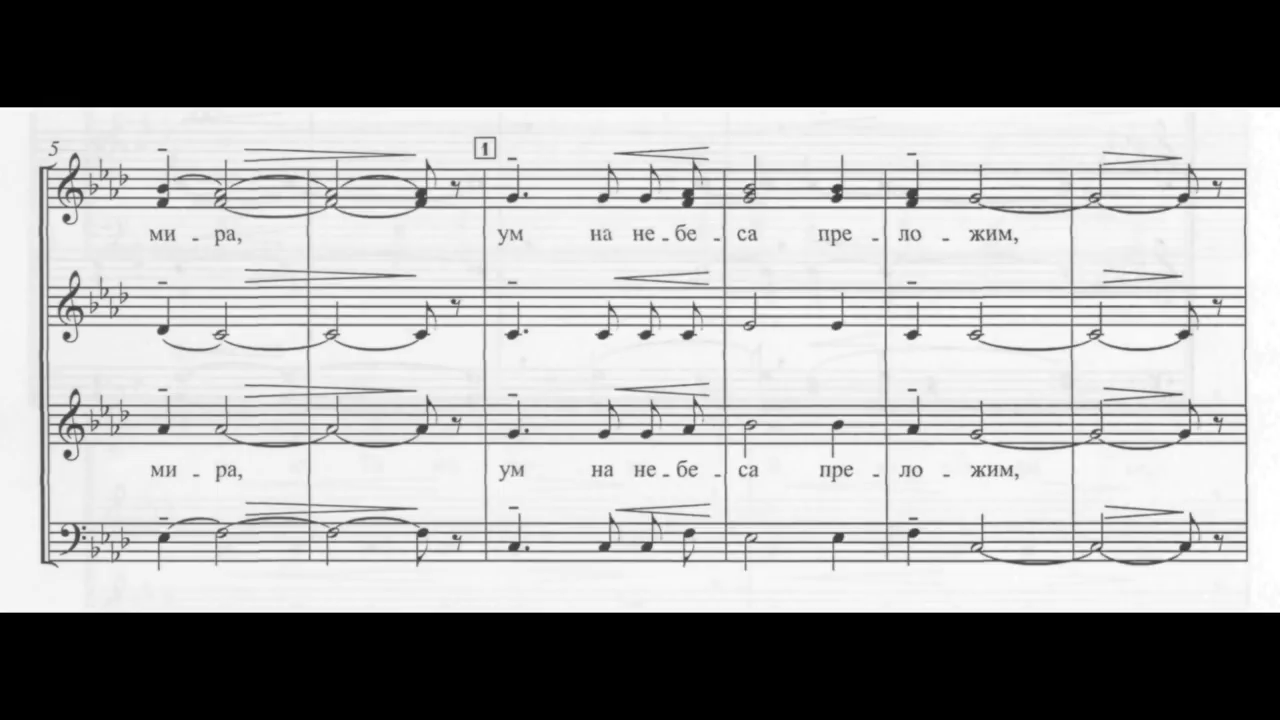 5
1
ми - ра, ум на не - бе - са пре - ло - жим,
ми - ра, ум на не - бе - са пре - ло - жим,